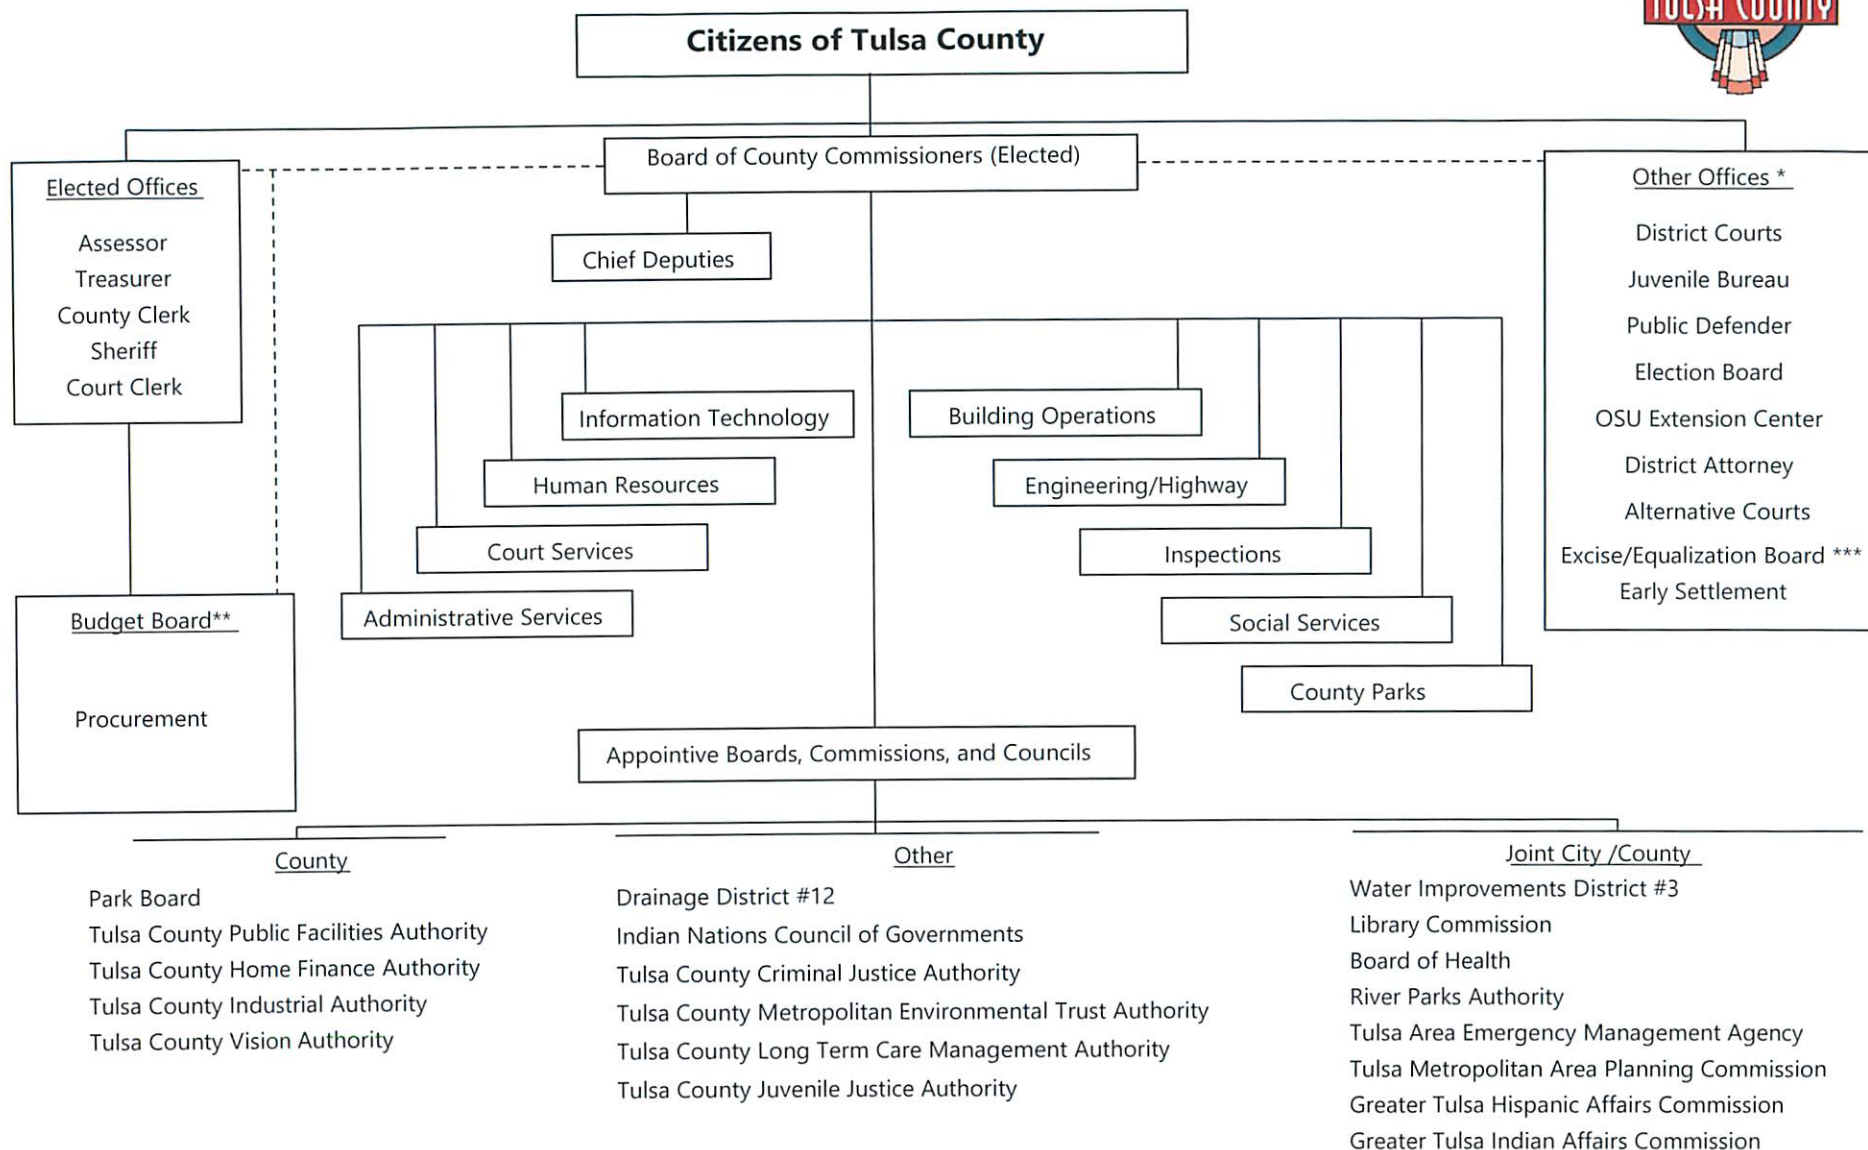 TULSA COUNTY
Citizens of Tulsa County
Board of County Commissioners (Elected)
Elected Offices
Assessor
Treasurer
County Clerk
Sheriff
Court Clerk
Other Offices *
District Courts
Juvenile Bureau
Public Defender
Election Board
OSU Extension Center
District Attorney
Alternative Courts
Excise/Equalization Board ***
Early Settlement
Chief Deputies
Information Technology
Human Resources
Court Services
Administrative Services
Building Operations
Engineering/Highway
Inspections
Social Services
County Parks
Budget Board**
Procurement
Appointive Boards, Commissions, and Councils
County
Park Board
Tulsa County Public Facilities Authority
Tulsa County Home Finance Authority
Tulsa County Industrial Authority
Tulsa County Vision Authority
Other
Drainage District #12
Indian Nations Council of Governments
Tulsa County Criminal Justice Authority
Tulsa County Metropolitan Environmental Trust Authority
Tulsa County Long Term Care Management Authority
Tulsa County Juvenile Justice Authority
Joint City /County
Water Improvements District #3
Library Commission
Board of Health
River Parks Authority
Tulsa Area Emergency Management Agency
Tulsa Metropolitan Area Planning Commission
Greater Tulsa Hispanic Affairs Commission
Greater Tulsa Indian Affairs Commission